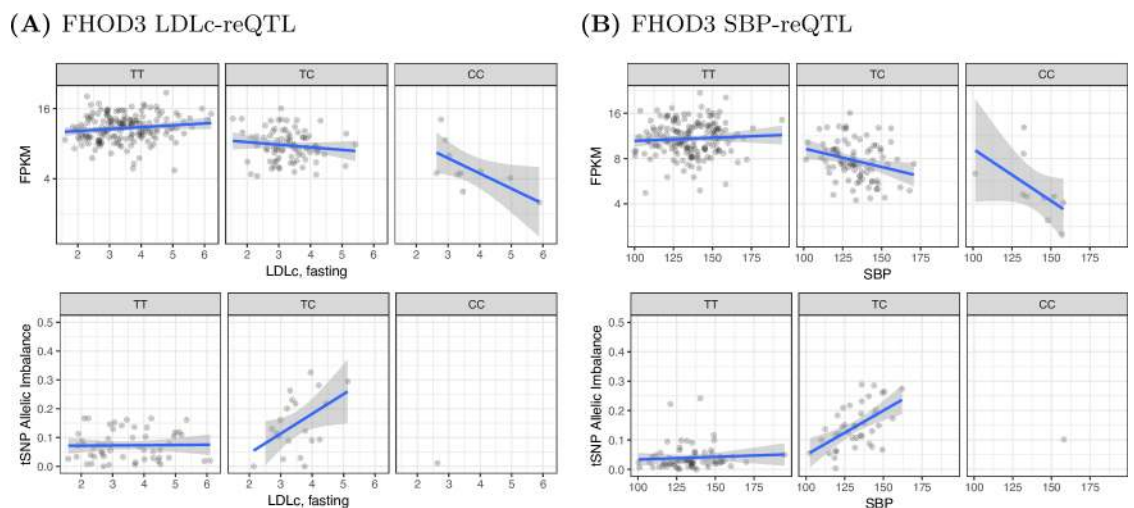 (A) FHOD3 LDLc-reQTL
TT TC CC
FPKM
16
4
1 2 3 4 5 6 1 2 3 4 5 6 1 2 3 4 5 6
LDLc, fasting
TT TC CC
tSNP Allelic Imbalance
0.5
0.4
0.3
0.2
0.1
0.0
1 2 3 4 5 6 1 2 3 4 5 6 1 2 3 4 5 6
LDLc, fasting
(B) FHOD3 SBP-reQTL
TT TC CC
FPKM
16
8
4
100 125 150 175 100 125 150 175 100 125 150 175
SBP
TT TC CC
tSNP Allelic Imbalance
0.5
0.4
0.3
0.2
0.1
0.0
100 125 150 175 100 125 150 175 100 125 150 175
SBP